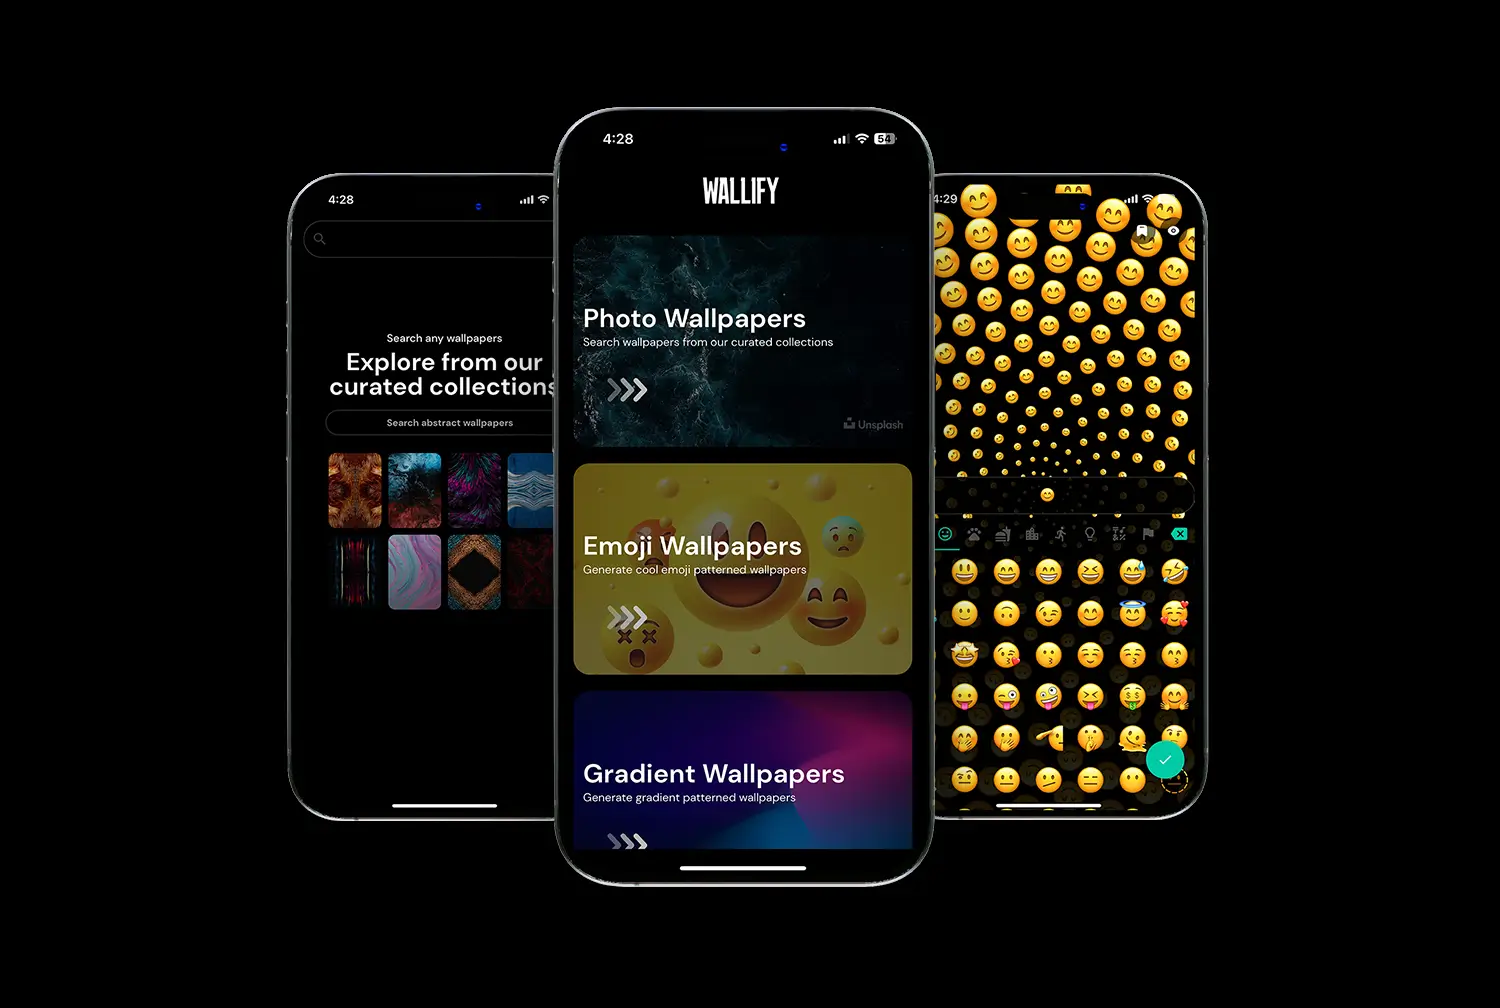 4:28
Search any wallpapers
Explore from our
curated collections
Search abstract wallpapers
4:28
54
WALLIFY
Photo Wallpapers
Search wallpapers from our curated collections
Unsplash
Emoji Wallpapers
Generate cool emoji patterned wallpapers
Gradient Wallpapers
Generate gradient patterned wallpapers
4:29